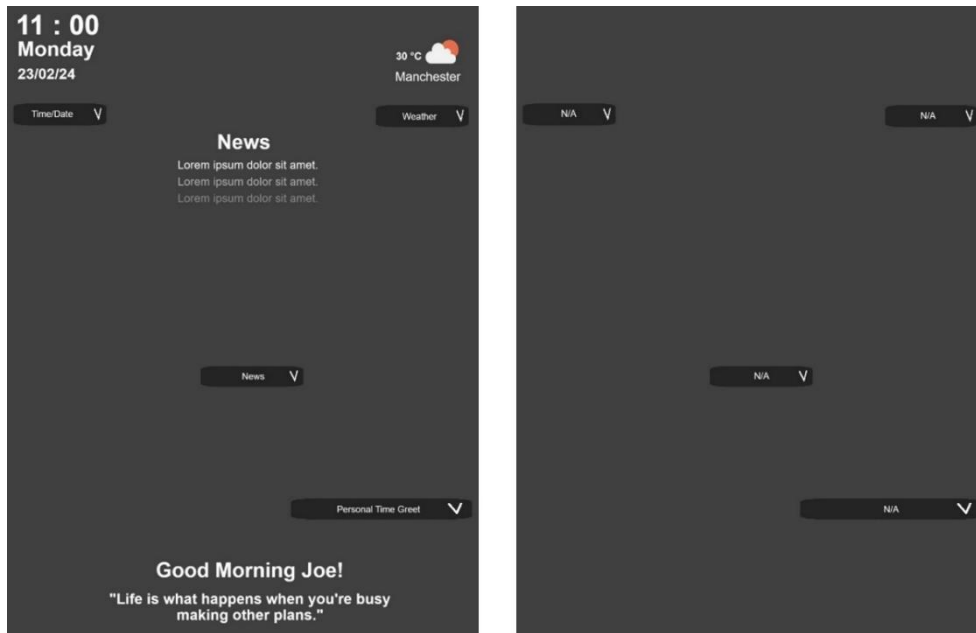 11 : 00
Monday
23/02/24
30 °C
Manchester
Time/Date
Weather
News
Lorem ipsum dolor sit amet.
Lorem ipsum dolor sit amet.
Lorem ipsum dolor sit amet.
News
Personal Time Greet
Good Morning Joe!
"Life is what happens when you're busy
making other plans."
N/A
N/A
N/A
N/A